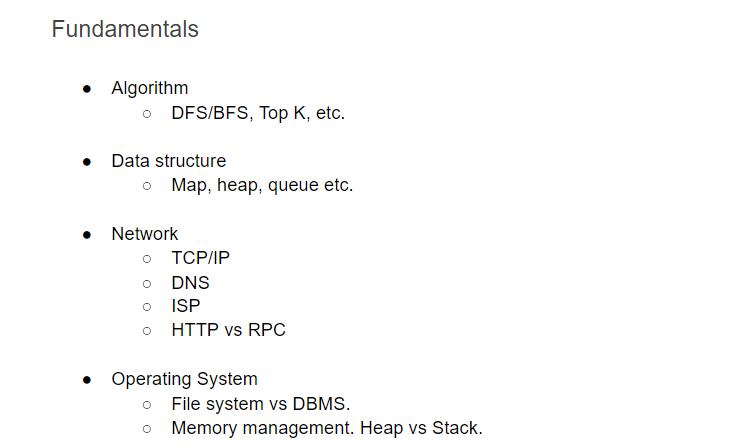 Fundamentals
● Algorithm
○ DFS/BFS, Top K, etc.
● Data structure
○ Map, heap, queue etc.
● Network
○ TCP/IP
○ DNS
○ ISP
○ HTTP vs RPC
● Operating System
○ File system vs DBMS.
○ Memory management. Heap vs Stack.